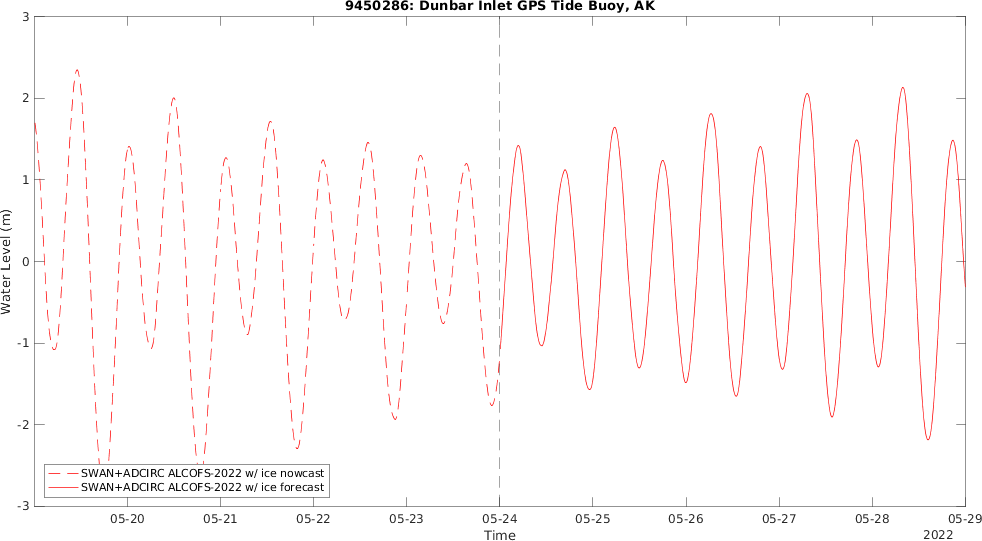 9450286: Dunbar Inlet GPS Tide Buoy, AK
Water Level (m)
3
2
1
0
-1
-2
-3
SWAN+ADCIRC ALCOFS-2022 w/ ice nowcast
SWAN+ADCIRC ALCOFS-2022 w/ ice forecast
05-20 05-21 05-22 05-23 05-24 05-25 05-26 05-27 05-28 05-29
Time
2022